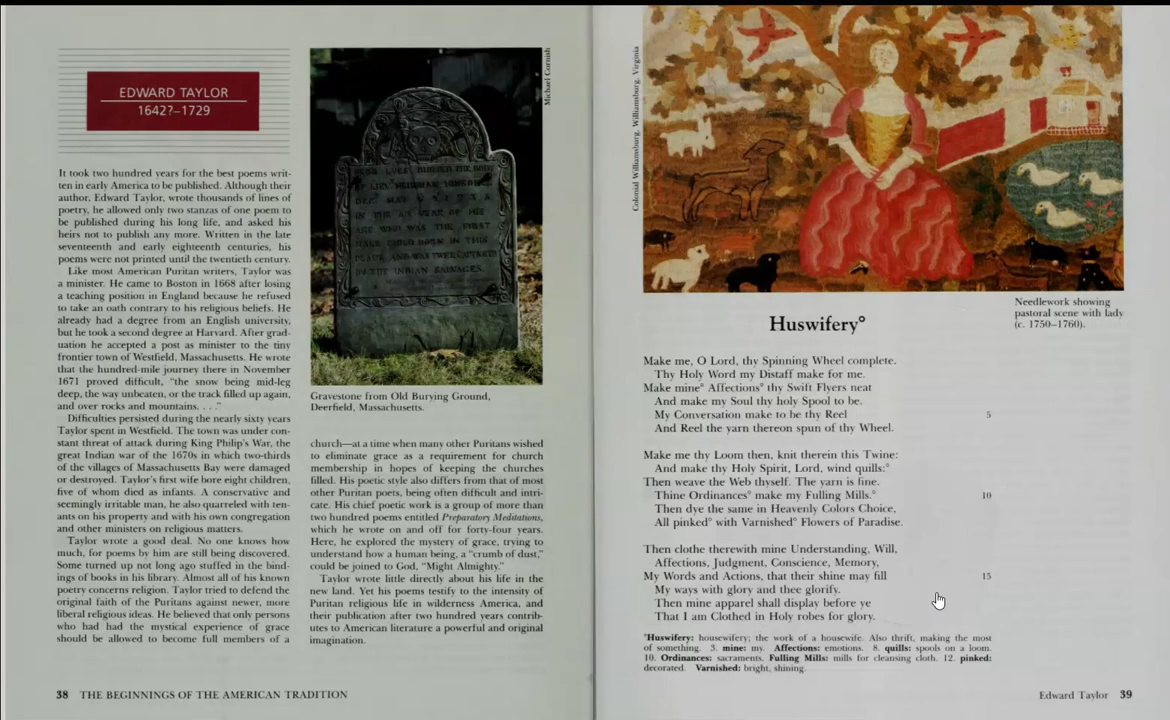 EDWARD TAYLOR
1642?–1729
It took two hundred years for the best poems writ-
ten in early America to be published. Although their
author, Edward Taylor, wrote thousands of lines of
poetry, he allowed only two stanzas of one poem to
be published during his long life, and asked his
heirs not to publish any more. Written in the late
seventeenth and early eighteenth centuries, his
poems were not printed until the twentieth century.
Like most American Puritan writers, Taylor was
a minister. He came to Boston in 1668 after losing
a teaching position in England because he refused
to take an oath contrary to his religious beliefs. He
already had a degree from an English university,
but he took a second degree at Harvard. After grad-
uation he accepted a post as minister to the tiny
frontier town of Westfield, Massachusetts. He wrote
that the hundred-mile journey there in November
1671 proved difficult, “the snow being mid-leg
deep, the way unbeaten, or the track filled up again,
and over rocks and mountains. . . .”
Difficulties persisted during the nearly sixty years
Taylor spent in Westfield. The town was under con-
stant threat of attack during King Philip's War, the
great Indian war of the 1670s in which two-thirds
of the villages of Massachusetts Bay were damaged
or destroyed. Taylor's first wife bore eight children,
five of whom died as infants. A conservative and
seemingly irritable man, he also quarreled with ten-
ants on his property and with his own congregation
and other ministers on religious matters.
Taylor wrote a good deal. No one knows how
much, for poems by him are still being discovered.
Some turned up not long ago stuffed in the bind-
ings of books in his library. Almost all of his known
poetry concerns religion. Taylor tried to defend the
original faith of the Puritans against newer, more
liberal religious ideas. He believed that only persons
who had had the mystical experience of grace
should be allowed to become full members of a
Michael Cornish
Gravestone from Old Burying Ground,
Deerfield, Massachusetts.
church—at a time when many other Puritans wished
to eliminate grace as a requirement for church
membership in hopes of keeping the churches
filled. His poetic style also differs from that of most
other Puritan poets, being often difficult and intri-
cate. His chief poetic work is a group of more than
two hundred poems entitled Preparatory Meditations,
which he wrote on and off for forty-four years.
Here, he explored the mystery of grace, trying to
understand how a human being, a “crumb of dust,”
could be joined to God, “Might Almighty.”
Taylor wrote little directly about his life in the
new land. Yet his poems testify to the intensity of
Puritan religious life in wilderness America, and
their publication after two hundred years contrib-
utes to American literature a powerful and original
imagination.
38 THE BEGINNINGS OF THE AMERICAN TRADITION
Colonial Williamsburg, Virginia
Needlework showing
pastoral scene with lady
(c. 1750–1760).
Huswifery°
Make me, O Lord, thy Spinning Wheel complete.
Thy Holy Word my Distaff make for me.
Make mine° Affections° thy Swift Flyers neat
And make my Soul thy holy Spool to be.
My Conversation make to be thy Reel 5
And Reel the yarn thereon spun of thy Wheel.
Make me thy Loom then, knit therein this Twine:
And make thy Holy Spirit, Lord, wind quills:°
Then weave the Web thyself. The yarn is fine.
Thine Ordinances° make my Fulling Mills.° 10
Then dye the same in Heavenly Colors Choice,
All pinked° with Varnished° Flowers of Paradise.
Then clothe therewith mine Understanding, Will,
Affections, Judgment, Conscience, Memory,
My Words and Actions, that their shine may fill 15
My ways with glory and thee glorify.
Then mine apparel shall display before ye
That I am Clothed in Holy robes for glory.
°Huswifery: housewifery; the work of a housewife. Also thrift, making the most
of something. 3. mine: my. Affections: emotions. 8. quills: spools on a loom.
10. Ordinances: sacraments. Fulling Mills: mills for cleansing cloth. 12. pinked:
decorated. Varnished: bright, shining.
Edward Taylor 39